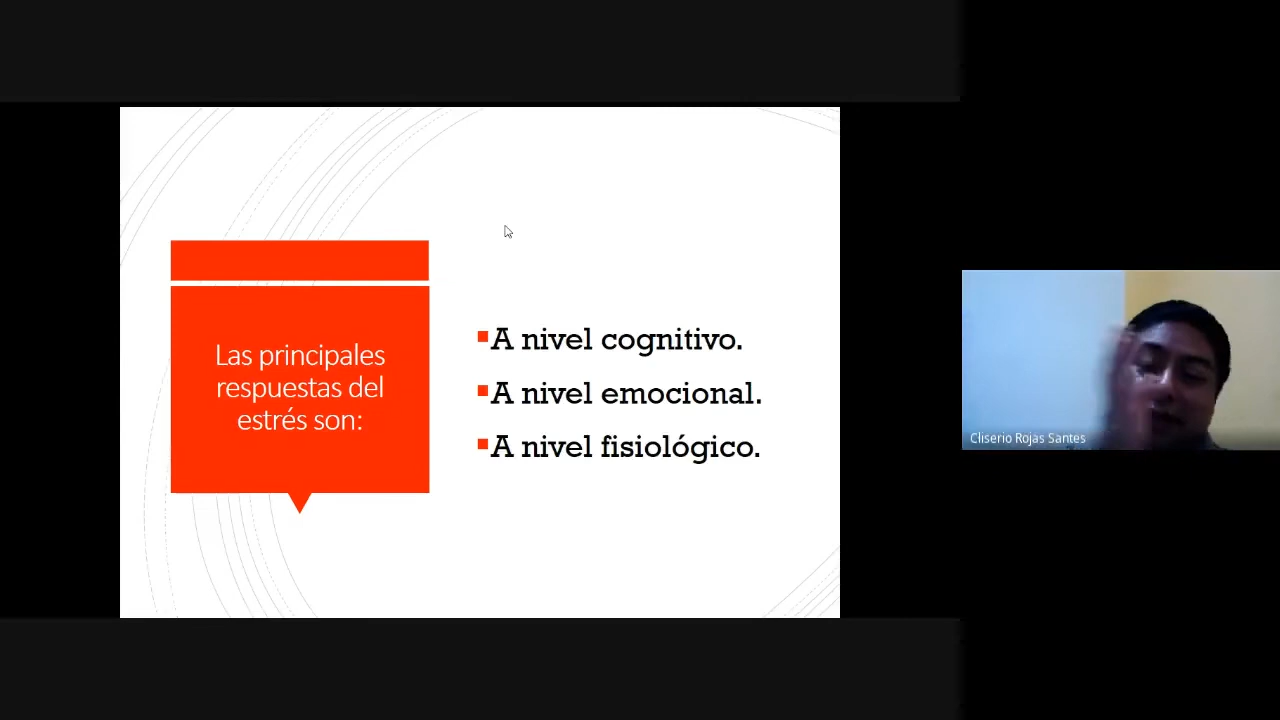 Las principales
respuestas del
estrés son:
A nivel cognitivo.
A nivel emocional.
A nivel fisiológico.
Cliserio Rojas Santes